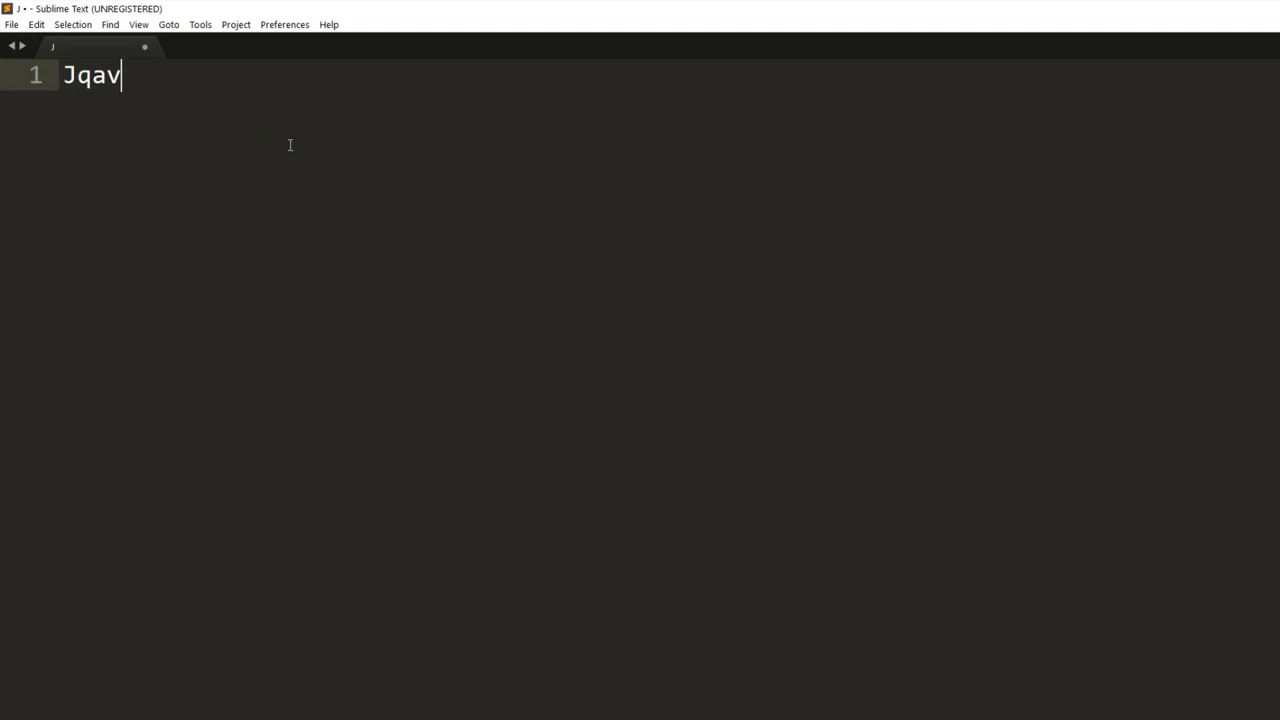 J • - Sublime Text (UNREGISTERED)
File Edit Selection Find View Goto Tools Project Preferences Help
J
1 Jqav